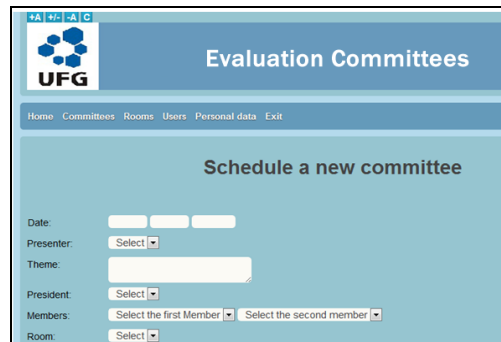 +A +/- -A C
UFG
Evaluation Committees
Home Committees Rooms Users Personal data Exit
Schedule a new committee
Date:
Presenter: Select
Theme:
President: Select
Members: Select the first Member Select the second member
Room: Select